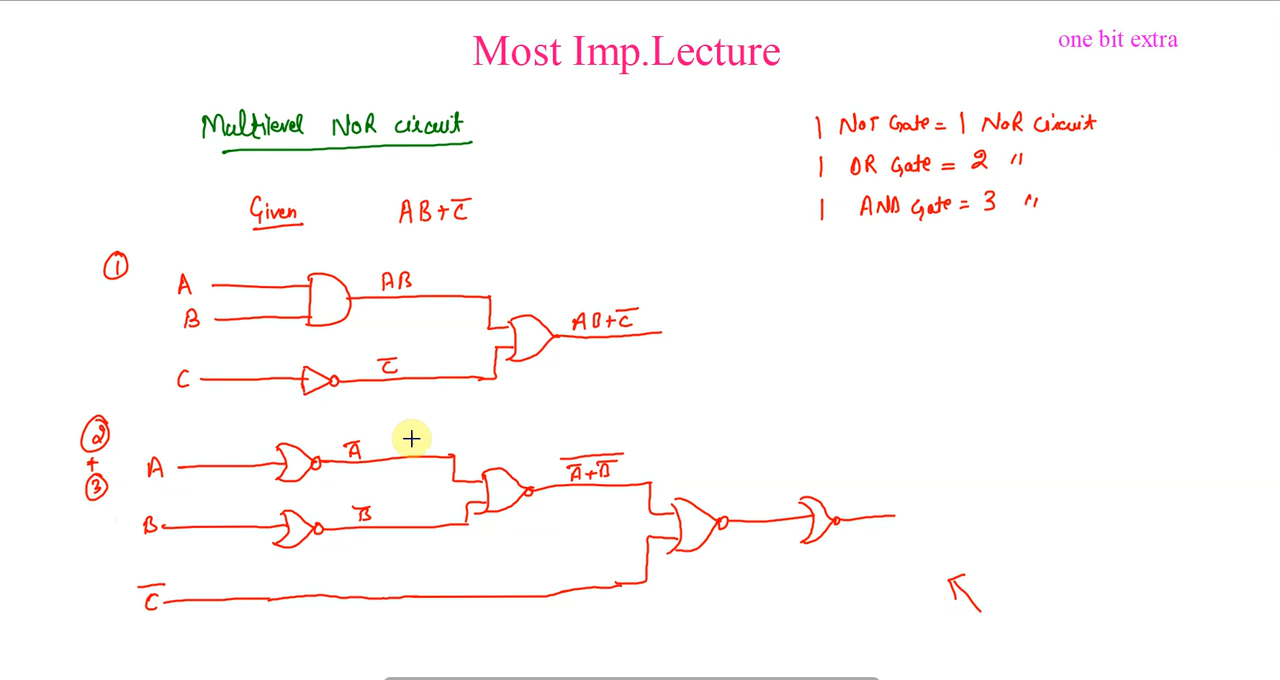 Most Imp.Lecture
one bit extra
Multilevel NOR circuit
1 NOT Gate = 1 NOR Circuit
1 OR Gate = 2 "
1 AND Gate = 3 "
Given AB+C̅
①
A
B
AB
C
C̅
AB+C̅
②
+
③
A
A̅
B
B̅
A̅+B̅ (overline)
C̅